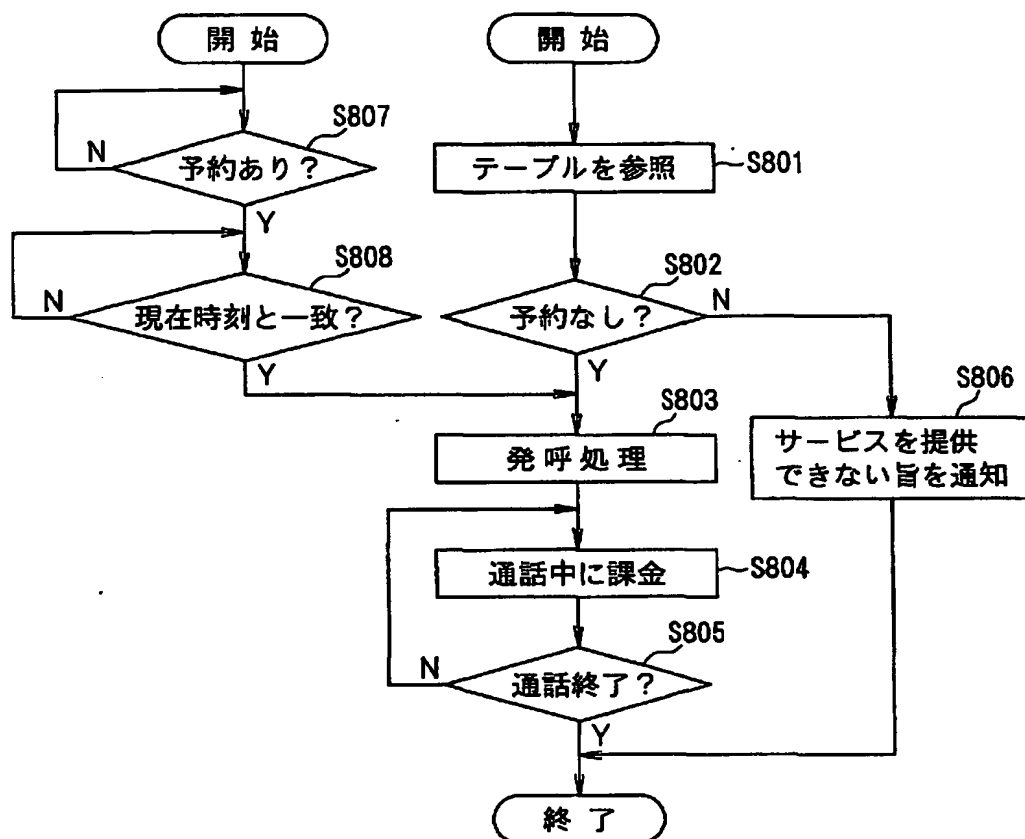 開始
開始
S807
N
予約あり?
テーブルを参照
S801
Y
S808
S802
N
現在時刻と一致?
予約なし?
N
Y
Y
S803
S806
発呼処理
サービスを提供
できない旨を通知
通話中に課金
S804
S805
N
通話終了?
Y
終了